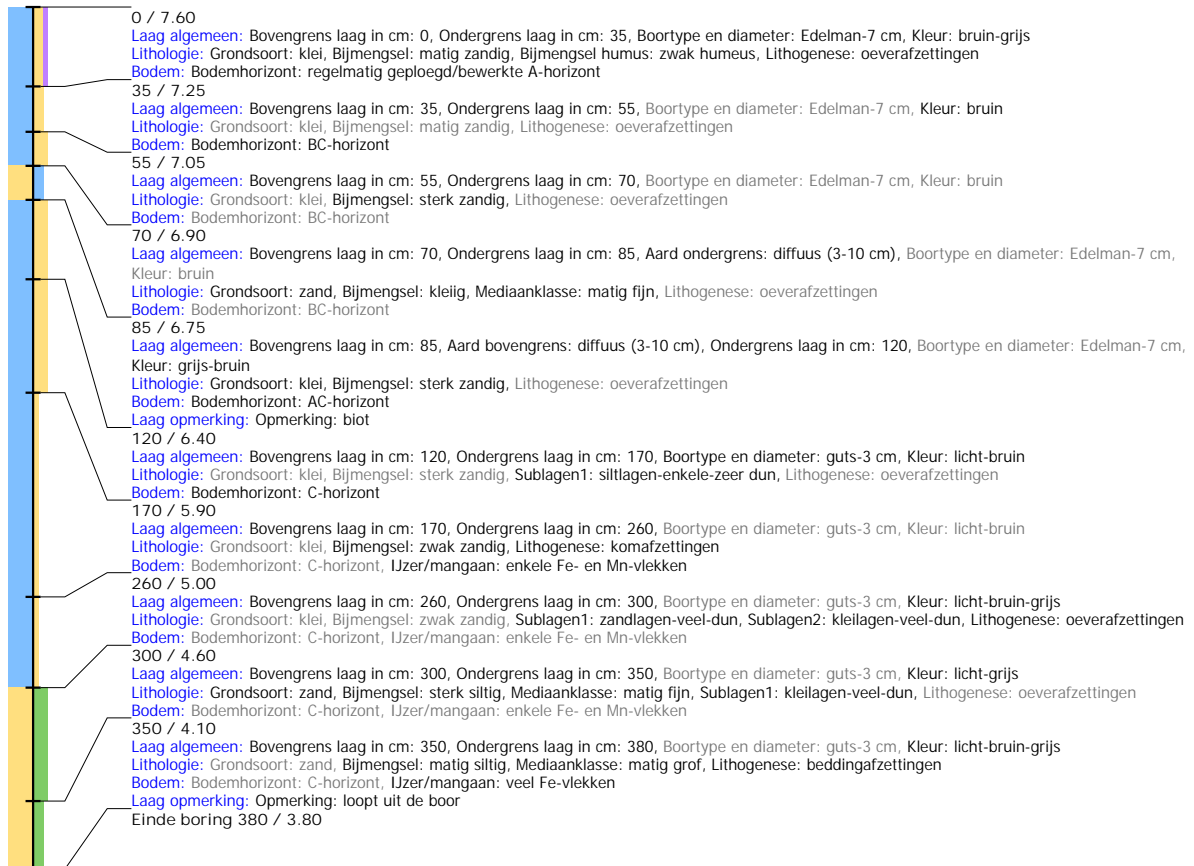 0 / 7.60
Laag algemeen: Bovengrens laag in cm: 0, Ondergrens laag in cm: 35, Boortype en diameter: Edelman-7 cm, Kleur: bruin-grijs
Lithologie: Grondsoort: klei, Bijmengsel: matig zandig, Bijmengsel humus: zwak humeus, Lithogenese: oeverafzettingen
Bodem: Bodemhorizont: regelmatig geploegd/bewerkte A-horizont
35 / 7.25
Laag algemeen: Bovengrens laag in cm: 35, Ondergrens laag in cm: 55, Boortype en diameter: Edelman-7 cm, Kleur: bruin
Lithologie: Grondsoort: klei, Bijmengsel: matig zandig, Lithogenese: oeverafzettingen
Bodem: Bodemhorizont: BC-horizont
55 / 7.05
Laag algemeen: Bovengrens laag in cm: 55, Ondergrens laag in cm: 70, Boortype en diameter: Edelman-7 cm, Kleur: bruin
Lithologie: Grondsoort: klei, Bijmengsel: sterk zandig, Lithogenese: oeverafzettingen
Bodem: Bodemhorizont: BC-horizont
70 / 6.90
Laag algemeen: Bovengrens laag in cm: 70, Ondergrens laag in cm: 85, Aard ondergrens: diffuus (3-10 cm), Boortype en diameter: Edelman-7 cm,
Kleur: bruin
Lithologie: Grondsoort: zand, Bijmengsel: kleiig, Mediaanklasse: matig fijn, Lithogenese: oeverafzettingen
Bodem: Bodemhorizont: BC-horizont
85 / 6.75
Laag algemeen: Bovengrens laag in cm: 85, Aard bovengrens: diffuus (3-10 cm), Ondergrens laag in cm: 120, Boortype en diameter: Edelman-7 cm,
Kleur: grijs-bruin
Lithologie: Grondsoort: klei, Bijmengsel: sterk zandig, Lithogenese: oeverafzettingen
Bodem: Bodemhorizont: AC-horizont
Laag opmerking: Opmerking: biot
120 / 6.40
Laag algemeen: Bovengrens laag in cm: 120, Ondergrens laag in cm: 170, Boortype en diameter: guts-3 cm, Kleur: licht-bruin
Lithologie: Grondsoort: klei, Bijmengsel: sterk zandig, Sublagen1: siltlagen-enkele-zeer dun, Lithogenese: oeverafzettingen
Bodem: Bodemhorizont: C-horizont
170 / 5.90
Laag algemeen: Bovengrens laag in cm: 170, Ondergrens laag in cm: 260, Boortype en diameter: guts-3 cm, Kleur: licht-bruin
Lithologie: Grondsoort: klei, Bijmengsel: zwak zandig, Lithogenese: komafzettingen
Bodem: Bodemhorizont: C-horizont, IJzer/mangaan: enkele Fe- en Mn-vlekken
260 / 5.00
Laag algemeen: Bovengrens laag in cm: 260, Ondergrens laag in cm: 300, Boortype en diameter: guts-3 cm, Kleur: licht-bruin-grijs
Lithologie: Grondsoort: klei, Bijmengsel: zwak zandig, Sublagen1: zandlagen-veel-dun, Sublagen2: kleilagen-veel-dun, Lithogenese: oeverafzettingen
Bodem: Bodemhorizont: C-horizont, IJzer/mangaan: enkele Fe- en Mn-vlekken
300 / 4.60
Laag algemeen: Bovengrens laag in cm: 300, Ondergrens laag in cm: 350, Boortype en diameter: guts-3 cm, Kleur: licht-grijs
Lithologie: Grondsoort: zand, Bijmengsel: sterk siltig, Mediaanklasse: matig fijn, Sublagen1: kleilagen-veel-dun, Lithogenese: oeverafzettingen
Bodem: Bodemhorizont: C-horizont, IJzer/mangaan: enkele Fe- en Mn-vlekken
350 / 4.10
Laag algemeen: Bovengrens laag in cm: 350, Ondergrens laag in cm: 380, Boortype en diameter: guts-3 cm, Kleur: licht-bruin-grijs
Lithologie: Grondsoort: zand, Bijmengsel: matig siltig, Mediaanklasse: matig grof, Lithogenese: beddingafzettingen
Bodem: Bodemhorizont: C-horizont, IJzer/mangaan: veel Fe-vlekken
Laag opmerking: Opmerking: loopt uit de boor
Einde boring 380 / 3.80